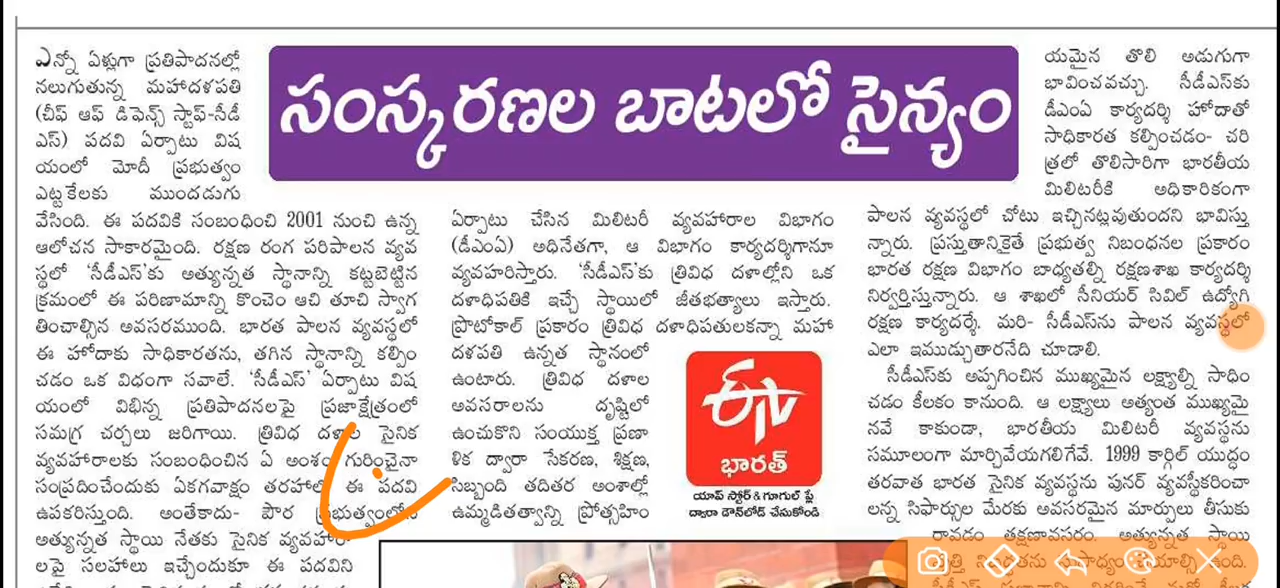 సంస్కరణల బాటలో సైన్యం
ఎన్నో ఏళ్లుగా ప్రతిపాదనల్లో
నలుగుతున్న మహాదళపతి
(చీఫ్ ఆఫ్ డిఫెన్స్ స్టాఫ్-సీడీ
ఎస్) పదవి ఏర్పాటు విష
యంలో మోదీ ప్రభుత్వం
ఎట్టకేలకు ముందడుగు
వేసింది. ఈ పదవికి సంబంధించి 2001 నుంచి ఉన్న
ఆలోచన సాకారమైంది. రక్షణ రంగ పరిపాలన వ్యవ
స్థలో ‘సీడీఎస్’కు అత్యున్నత స్థానాన్ని కట్టబెట్టిన
క్రమంలో ఈ పరిణామాన్ని కొంచెం ఆచి తూచి స్వాగ
తించాల్సిన అవసరముంది. భారత పాలన వ్యవస్థలో
ఈ హోదాకు సాధికారతను, తగిన స్థానాన్ని కల్పిం
చడం ఒక విధంగా సవాలే. ‘సీడీఎస్’ ఏర్పాటు విష
యంలో విభిన్న ప్రతిపాదనలపై ప్రజాక్షేత్రంలో
సమగ్ర చర్చలు జరిగాయి. త్రివిధ దళాల సైనిక
వ్యవహారాలకు సంబంధించిన ఏ అంశం గురించైనా
సంప్రదించేందుకు ఏకగవాక్షం తరహాలో ఈ పదవి
ఉపకరిస్తుంది. అంతేకాదు- పౌర ప్రభుత్వంలోని
అత్యున్నత స్థాయి నేతకు సైనిక వ్యవహారా
లపై సలహాలు ఇచ్చేందుకూ ఈ పదవిని
ఏర్పాటు చేసిన మిలిటరీ వ్యవహారాల విభాగం
(డీఎంఏ) అధినేతగా, ఆ విభాగం కార్యదర్శిగానూ
వ్యవహరిస్తారు. ‘సీడీఎస్’కు త్రివిధ దళాల్లోని ఒక
దళాధిపతికి ఇచ్చే స్థాయిలో జీతభత్యాలు ఇస్తారు.
ప్రొటోకాల్ ప్రకారం త్రివిధ దళాధిపతులకన్నా మహా
దళపతి ఉన్నత స్థానంలో
ఉంటారు. త్రివిధ దళాల
అవసరాలను దృష్టిలో
ఉంచుకొని సంయుక్త ప్రణా
ళిక ద్వారా సేకరణ, శిక్షణ,
సిబ్బంది తదితర అంశాల్లో
ఉమ్మడితత్వాన్ని ప్రోత్సహిం
ఈTV
భారత్
యాప్ స్టోర్ & గూగుల్ ప్లే
ద్వారా డౌన్‌లోడ్ చేసుకోండి
యమైన తొలి అడుగుగా
భావించవచ్చు. సీడీఎస్‌కు
డీఎంఏ కార్యదర్శి హోదాతో
సాధికారత కల్పించడం- చరి
త్రలో తొలిసారిగా భారతీయ
మిలిటరీకి అధికారికంగా
పాలన వ్యవస్థలో చోటు ఇచ్చినట్లవుతుందని భావిస్తు
న్నారు. ప్రస్తుతానికైతే ప్రభుత్వ నిబంధనల ప్రకారం
భారత రక్షణ విభాగం బాధ్యతల్ని రక్షణశాఖ కార్యదర్శి
నిర్వర్తిస్తున్నారు. ఆ శాఖలో సీనియర్ సివిల్ ఉద్యోగి
రక్షణ కార్యదర్శే. మరి- సీడీఎస్‌ను పాలన వ్యవస్థలో
ఎలా ఇముడ్చుతారనేది చూడాలి.
సీడీఎస్‌కు అప్పగించిన ముఖ్యమైన లక్ష్యాల్ని సాధిం
చడం కీలకం కానుంది. ఆ లక్ష్యాలు అత్యంత ముఖ్యమై
నవే కాకుండా, భారతీయ మిలిటరీ వ్యవస్థను
సమూలంగా మార్చివేయగలిగేవే. 1999 కార్గిల్ యుద్ధం
తరవాత భారత సైనిక వ్యవస్థను పునర్ వ్యవస్థీకరించా
లన్న సిఫార్సుల మేరకు అవసరమైన మార్పులు తీసుకు
రావడం తక్షణావసరం. అత్యున్నత స్థాయి